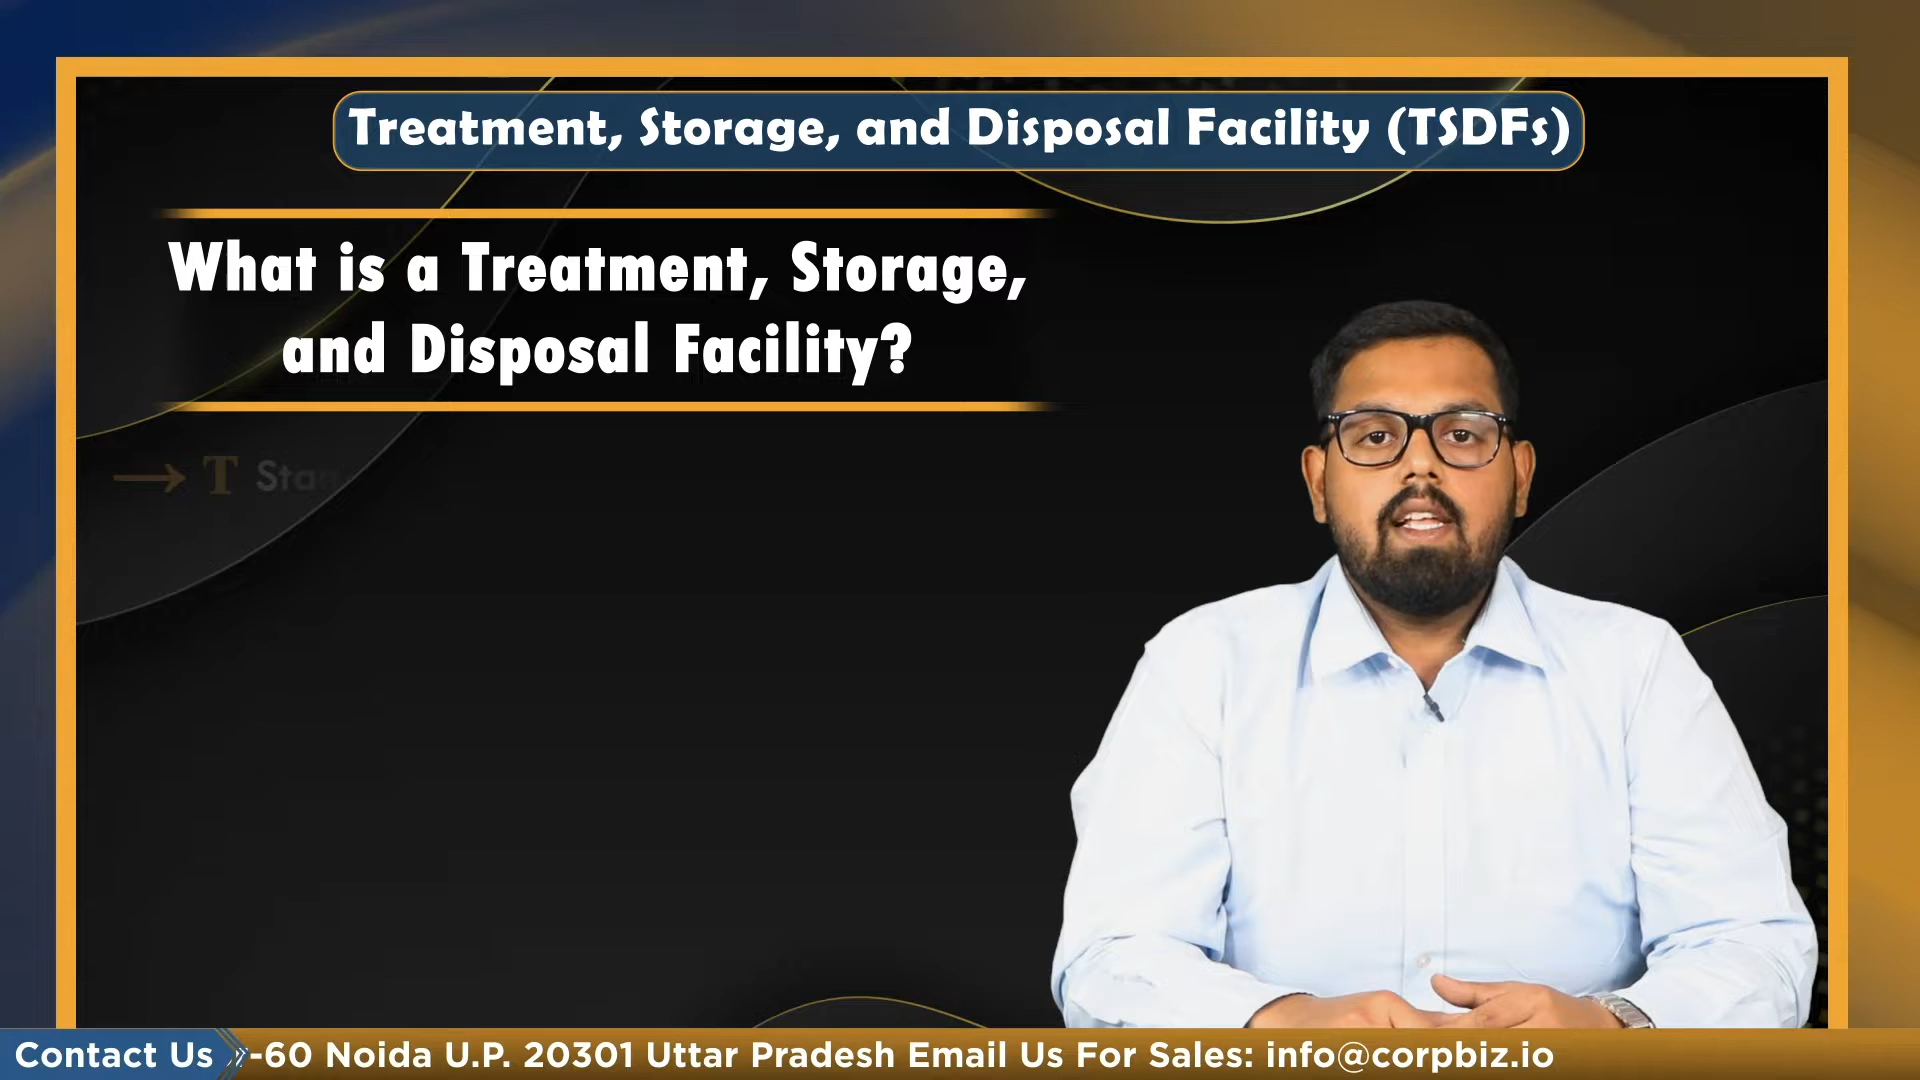 Treatment, Storage, and Disposal Facility (TSDFs)
What is a Treatment, Storage,
and Disposal Facility?
→ T
Contact Us
-60 Noida U.P. 20301 Uttar Pradesh Email Us For Sales: info@corpbiz.io